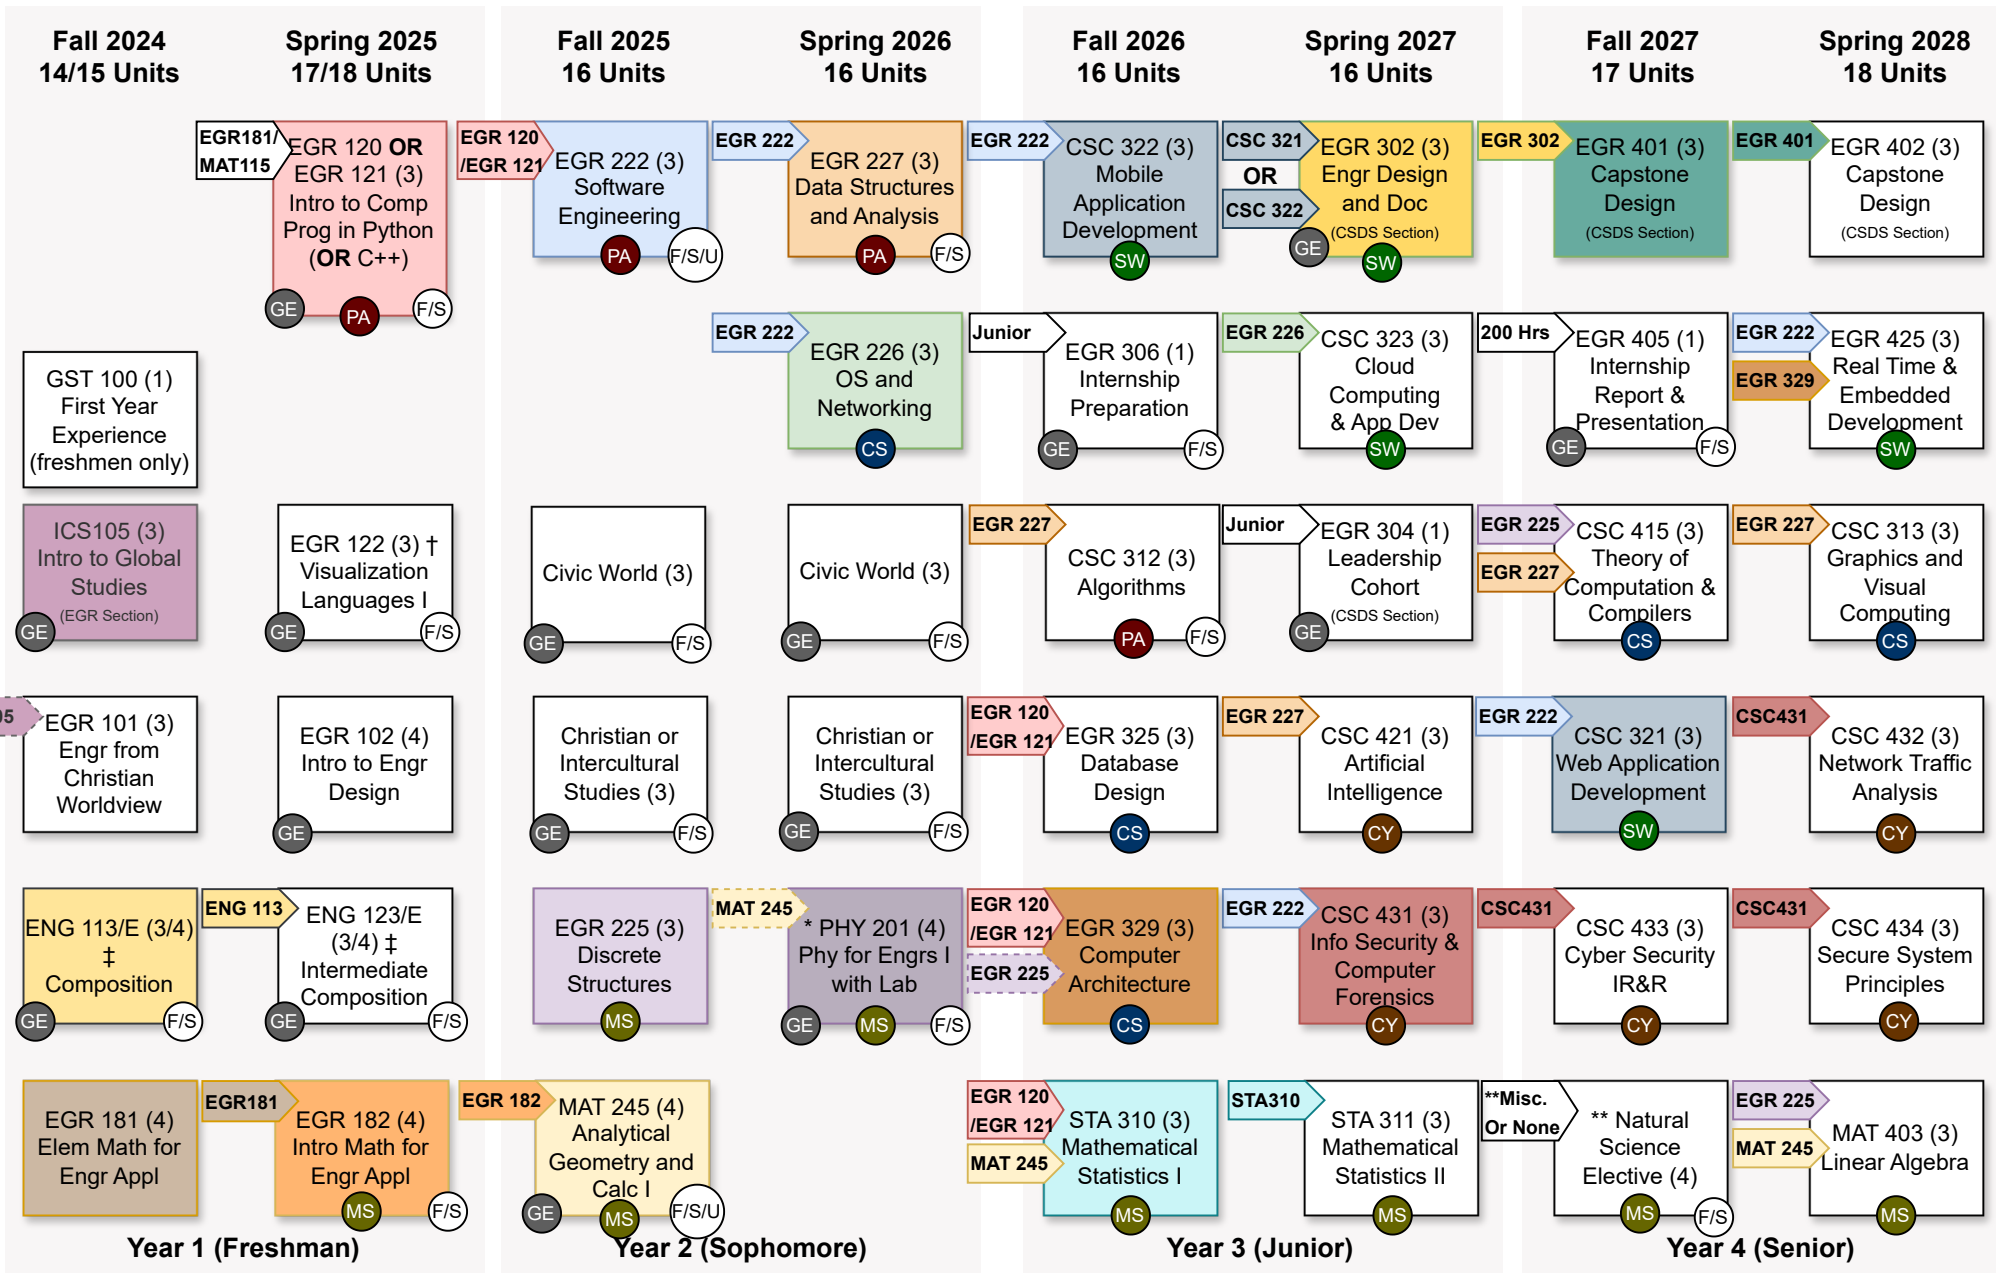 Fall 2024
14/15 Units
Spring 2025
17/18 Units
Fall 2025
16 Units
Spring 2026
16 Units
Fall 2026
16 Units
Spring 2027
16 Units
Fall 2027
17 Units
Spring 2028
18 Units
EGR181/
MAT115
EGR 120 OR
EGR 121 (3)
Intro to Comp
Prog in Python
(OR C++)
GE
PA
F/S
EGR 120
/EGR 121
EGR 222 (3)
Software
Engineering
PA
F/S/U
EGR 222
EGR 227 (3)
Data Structures
and Analysis
PA
F/S
EGR 222
CSC 322 (3)
Mobile
Application
Development
SW
CSC 321
OR
CSC 322
EGR 302 (3)
Engr Design
and Doc
(CSDS Section)
GE
SW
EGR 302
EGR 401 (3)
Capstone
Design
(CSDS Section)
EGR 401
EGR 402 (3)
Capstone
Design
(CSDS Section)
GST 100 (1)
First Year
Experience
(freshmen only)
EGR 222
EGR 226 (3)
OS and
Networking
CS
Junior
EGR 306 (1)
Internship
Preparation
GE
F/S
EGR 226
CSC 323 (3)
Cloud
Computing
& App Dev
SW
200 Hrs
EGR 405 (1)
Internship
Report &
Presentation
GE
F/S
EGR 222
EGR 329
EGR 425 (3)
Real Time &
Embedded
Development
SW
ICS105 (3)
Intro to Global
Studies
(EGR Section)
GE
EGR 122 (3) †
Visualization
Languages I
GE
F/S
Civic World (3)
GE
F/S
Civic World (3)
GE
F/S
EGR 227
CSC 312 (3)
Algorithms
PA
F/S
Junior
EGR 304 (1)
Leadership
Cohort
(CSDS Section)
GE
EGR 225
EGR 227
CSC 415 (3)
Theory of
Computation &
Compilers
CS
EGR 227
CSC 313 (3)
Graphics and
Visual
Computing
CS
05
EGR 101 (3)
Engr from
Christian
Worldview
EGR 102 (4)
Intro to Engr
Design
GE
Christian or
Intercultural
Studies (3)
GE
F/S
Christian or
Intercultural
Studies (3)
GE
F/S
EGR 120
/EGR 121
EGR 325 (3)
Database
Design
CS
EGR 227
CSC 421 (3)
Artificial
Intelligence
CY
EGR 222
CSC 321 (3)
Web Application
Development
SW
CSC431
CSC 432 (3)
Network Traffic
Analysis
CY
ENG 113/E (3/4)
‡
Composition
GE
F/S
ENG 113
ENG 123/E
(3/4) ‡
Intermediate
Composition
GE
F/S
EGR 225 (3)
Discrete
Structures
MS
MAT 245
* PHY 201 (4)
Phy for Engrs I
with Lab
GE
MS
F/S
EGR 120
/EGR 121
EGR 225
EGR 329 (3)
Computer
Architecture
CS
EGR 222
CSC 431 (3)
Info Security &
Computer
Forensics
CY
CSC431
CSC 433 (3)
Cyber Security
IR&R
CY
CSC431
CSC 434 (3)
Secure System
Principles
CY
EGR 181 (4)
Elem Math for
Engr Appl
EGR181
EGR 182 (4)
Intro Math for
Engr Appl
MS
F/S
EGR 182
MAT 245 (4)
Analytical
Geometry and
Calc I
GE
MS
F/S/U
EGR 120
/EGR 121
MAT 245
STA 310 (3)
Mathematical
Statistics I
MS
STA310
STA 311 (3)
Mathematical
Statistics II
MS
**Misc.
Or None
** Natural
Science
Elective (4)
MS
F/S
EGR 225
MAT 245
MAT 403 (3)
Linear Algebra
MS
Year 1 (Freshman)
Year 2 (Sophomore)
Year 3 (Junior)
Year 4 (Senior)